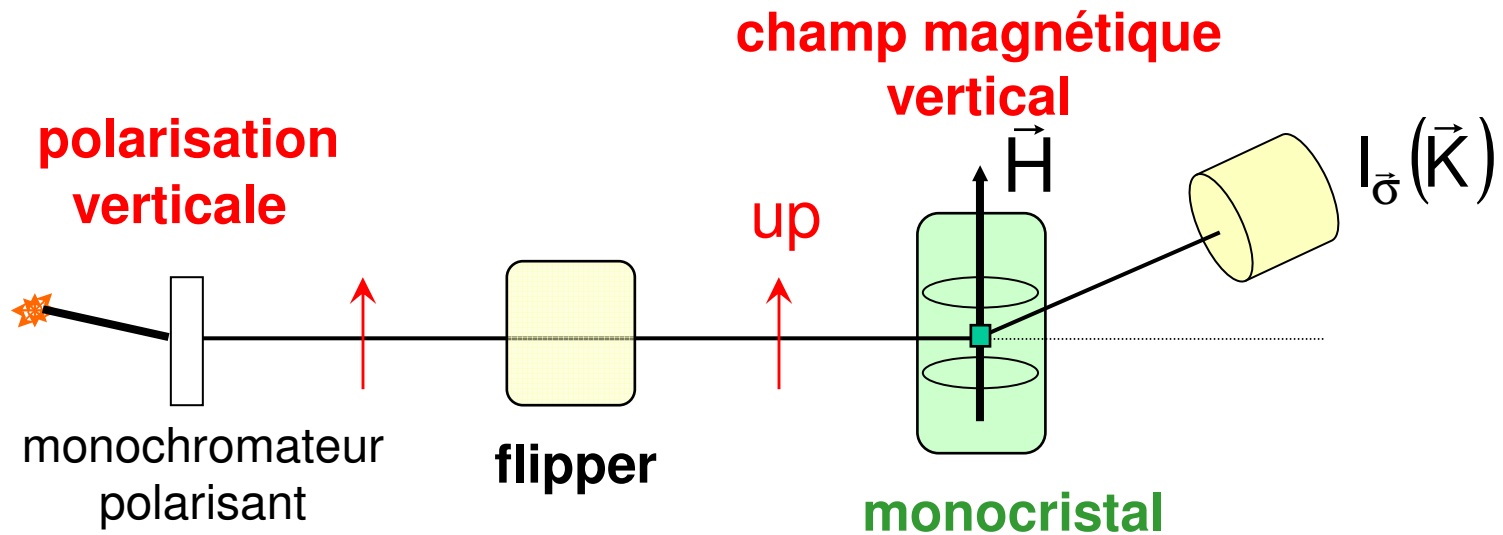 champ magnétique
vertical
polarisation
verticale
up
H⃗
I_σ⃗(K⃗)
monochromateur
polarisant
flipper
monocristal